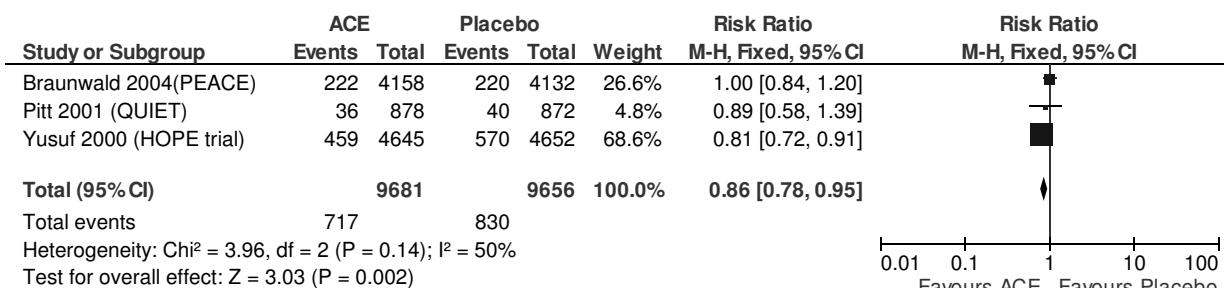 ACE Placebo Risk Ratio Risk Ratio
Study or Subgroup Events Total Events Total Weight M-H, Fixed, 95% CI M-H, Fixed, 95% CI
Braunwald 2004(PEACE) 222 4158 220 4132 26.6% 1.00 [0.84, 1.20]
Pitt 2001 (QUIET) 36 878 40 872 4.8% 0.89 [0.58, 1.39]
Yusuf 2000 (HOPE trial) 459 4645 570 4652 68.6% 0.81 [0.72, 0.91]
Total (95% CI) 9681 9656 100.0% 0.86 [0.78, 0.95]
Total events 717 830
Heterogeneity: Chi² = 3.96, df = 2 (P = 0.14); I² = 50%
Test for overall effect: Z = 3.03 (P = 0.002)
0.01 0.1 1 10 100
Favours ACE Favours Placebo